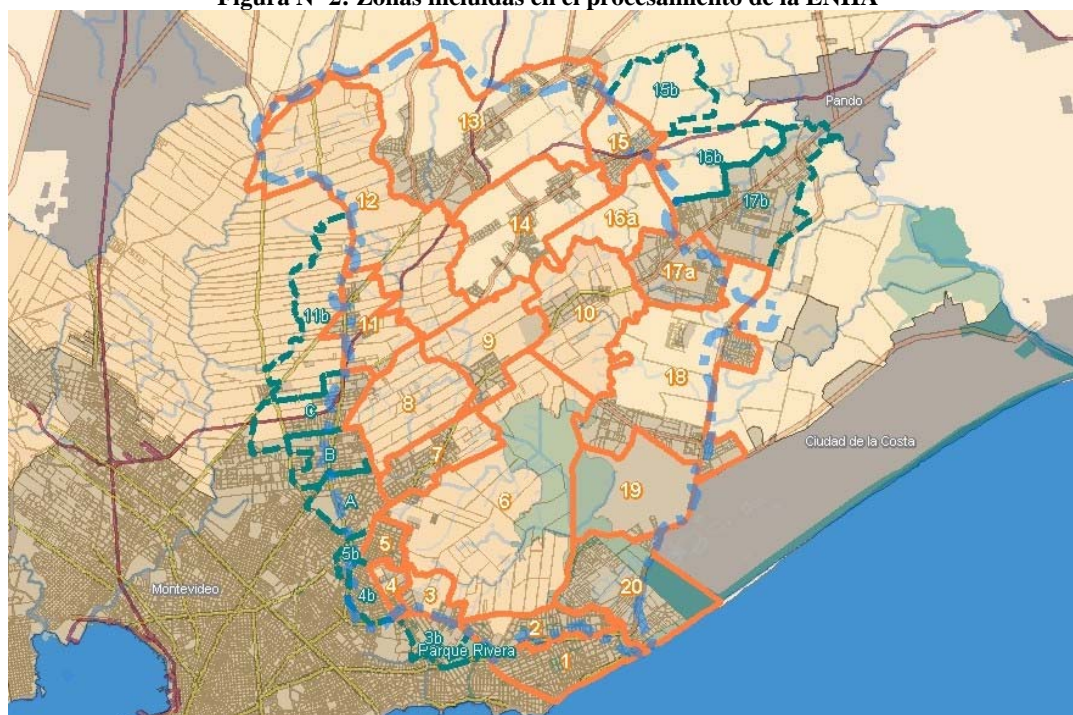 Figura Nº 2: Zonas incluidas en el procesamiento de la ENHA
15b
Pando
13
15
16b
12
17b
14
16a
17a
11b
11
10
9
18
8
C
Ciudad de la Costa
B
7
6
19
A
5
5b
Montevideo
4
4b
3
20
2
3b
Parque Rivera
1